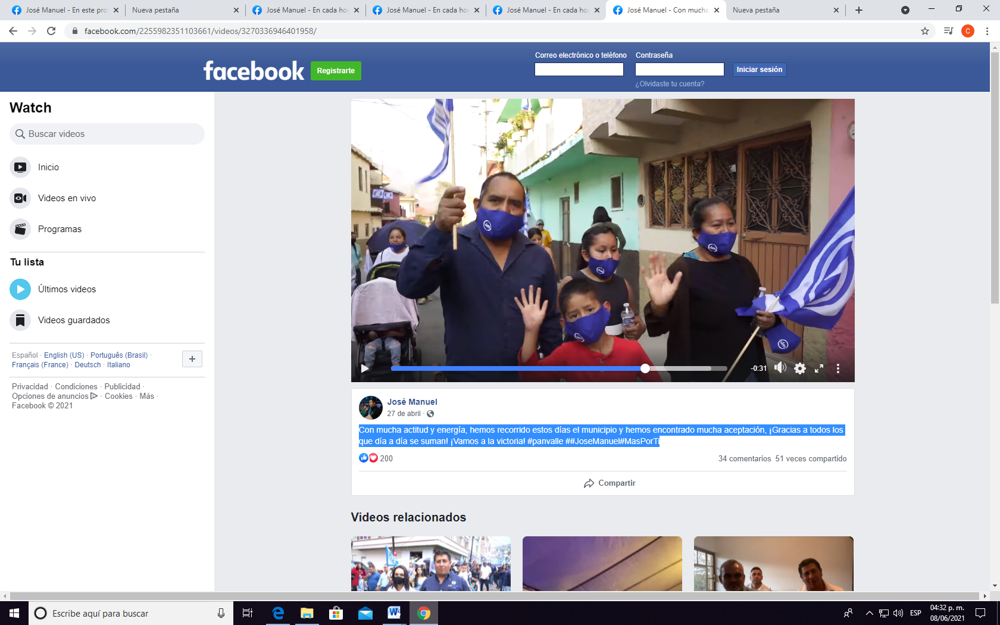 José Manuel - En este pro
Nueva pestaña
José Manuel - En cada ho
José Manuel - En cada ho
José Manuel - En cada ho
José Manuel - Con mucha
Nueva pestaña
facebook.com/2255982351103661/videos/3270336946401958/
C
facebook
Registrarte
Correo electrónico o teléfono
Contraseña
Iniciar sesión
¿Olvidaste tu cuenta?
Watch
Buscar videos
Inicio
Videos en vivo
Programas
Tu lista
Últimos videos
Videos guardados
Español · English (US) · Português (Brasil) ·
Français (France) · Deutsch · Italiano
Privacidad · Condiciones · Publicidad ·
Opciones de anuncios · Cookies · Más ·
Facebook © 2021
-0:31
José Manuel
27 de abril ·
Con mucha actitud y energía, hemos recorrido estos días el municipio y hemos encontrado mucha aceptación, ¡Gracias a todos los
que día a día se suman! ¡Vamos a la victoria! #panvalle ##JoseManuel#MasPorTi
200
34 comentarios 51 veces compartido
Compartir
Videos relacionados
Escribe aquí para buscar
ESP
04:32 p. m.
08/06/2021